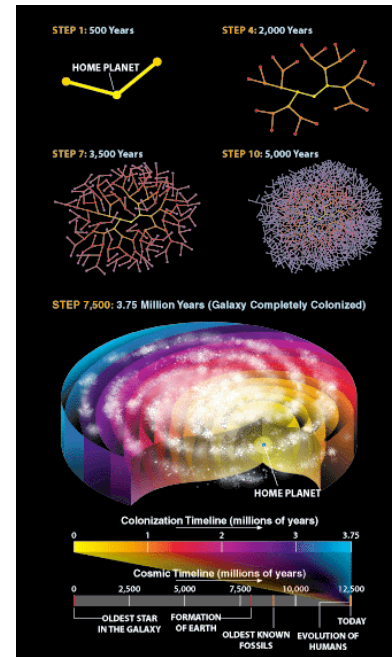 STEP 1: 500 Years
STEP 4: 2,000 Years
HOME PLANET
STEP 7: 3,500 Years
STEP 10: 5,000 Years
STEP 7,500: 3.75 Million Years (Galaxy Completely Colonized)
HOME PLANET
Colonization Timeline (millions of years)
0 1 2 3 3.75
Cosmic Timeline (millions of years)
0 2,500 5,000 7,500 10,000 12,500
TODAY
OLDEST STAR
IN THE GALAXY
FORMATION
OF EARTH
OLDEST KNOWN
FOSSILS
EVOLUTION OF
HUMANS